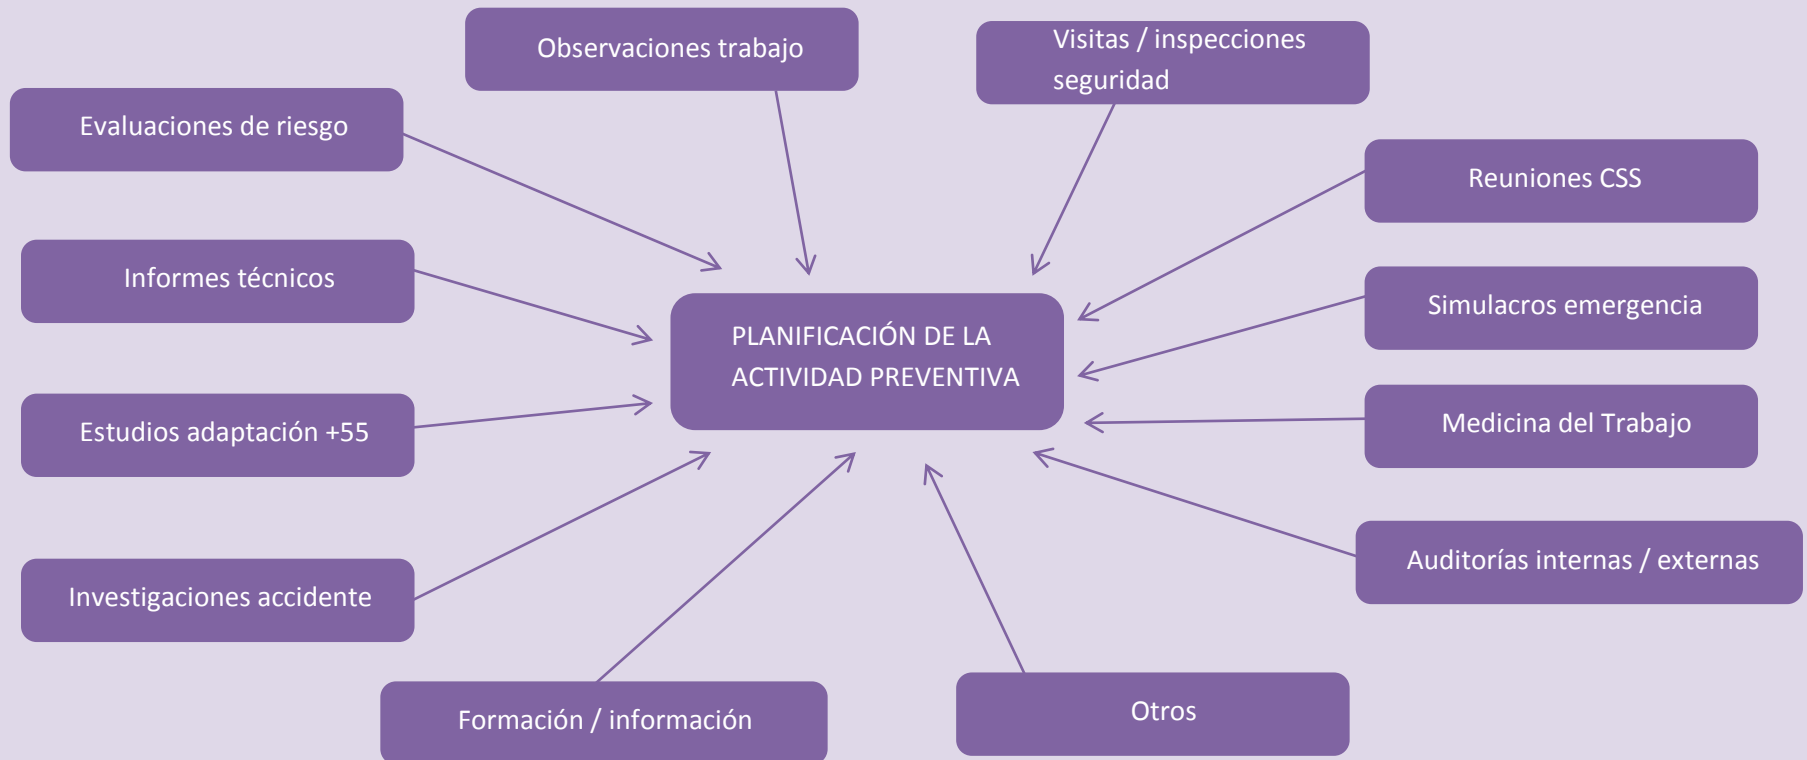 Observaciones trabajo
Visitas / inspecciones
seguridad
Evaluaciones de riesgo
Reuniones CSS
Informes técnicos
Simulacros emergencia
PLANIFICACIÓN DE LA
ACTIVIDAD PREVENTIVA
Estudios adaptación +55
Medicina del Trabajo
Investigaciones accidente
Auditorías internas / externas
Formación / información
Otros